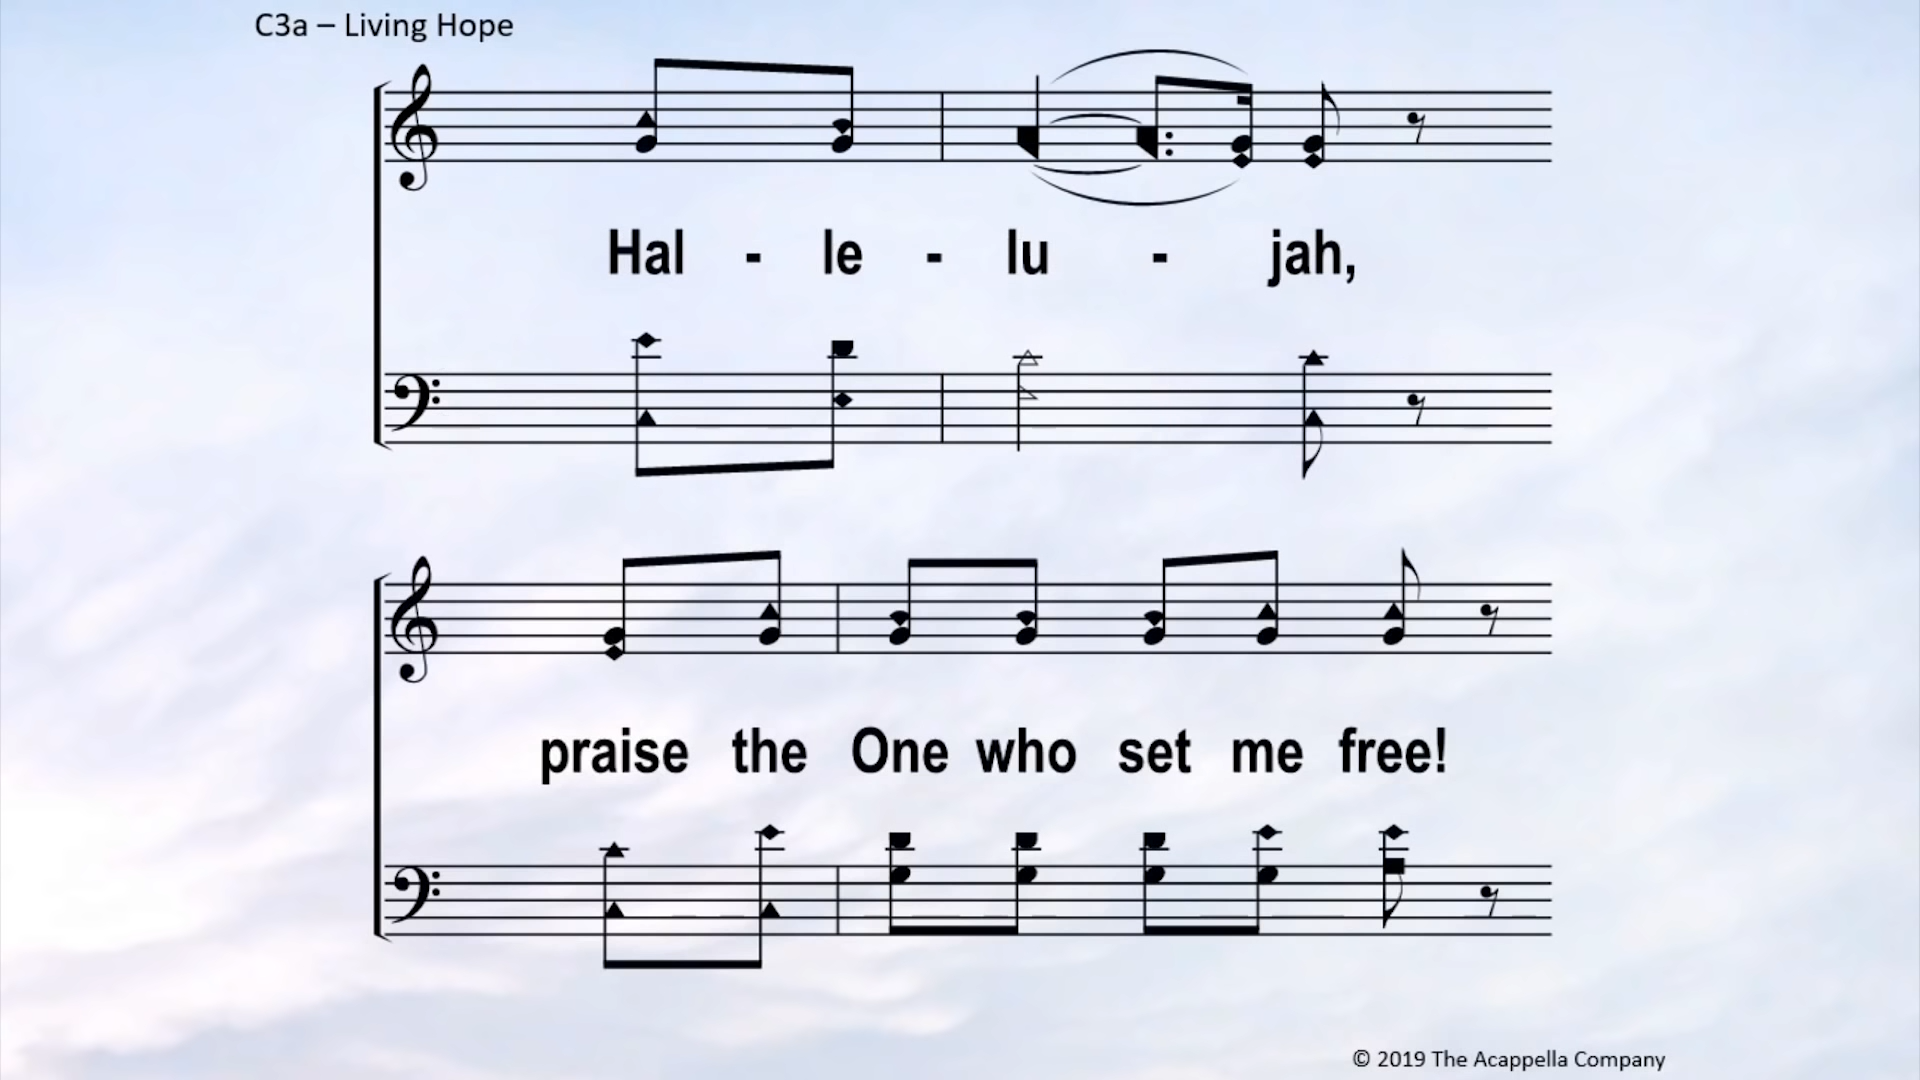 C3a – Living Hope
Hal - le - lu - jah,
praise the One who set me free!
© 2019 The Acappella Company